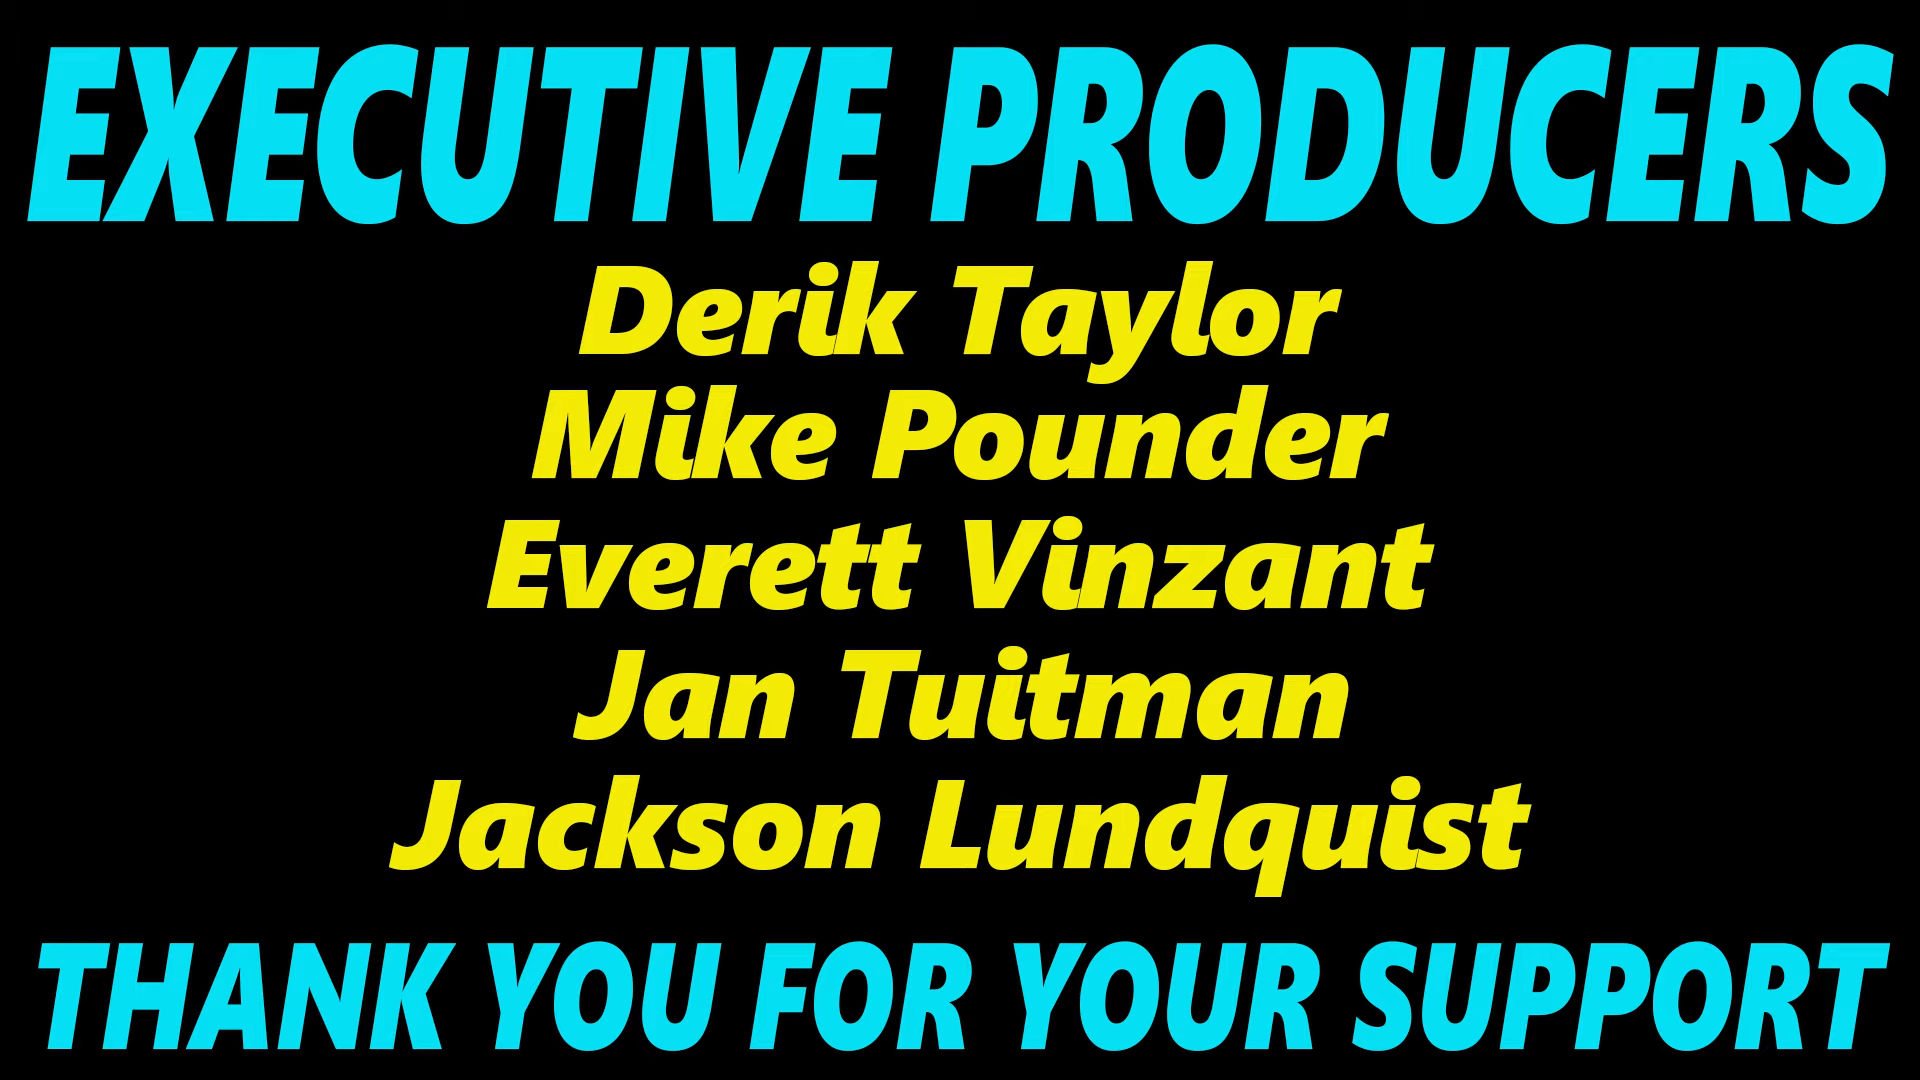 EXECUTIVE PRODUCERS
Derik Taylor
Mike Pounder
Everett Vinzant
Jan Tuitman
Jackson Lundquist
THANK YOU FOR YOUR SUPPORT